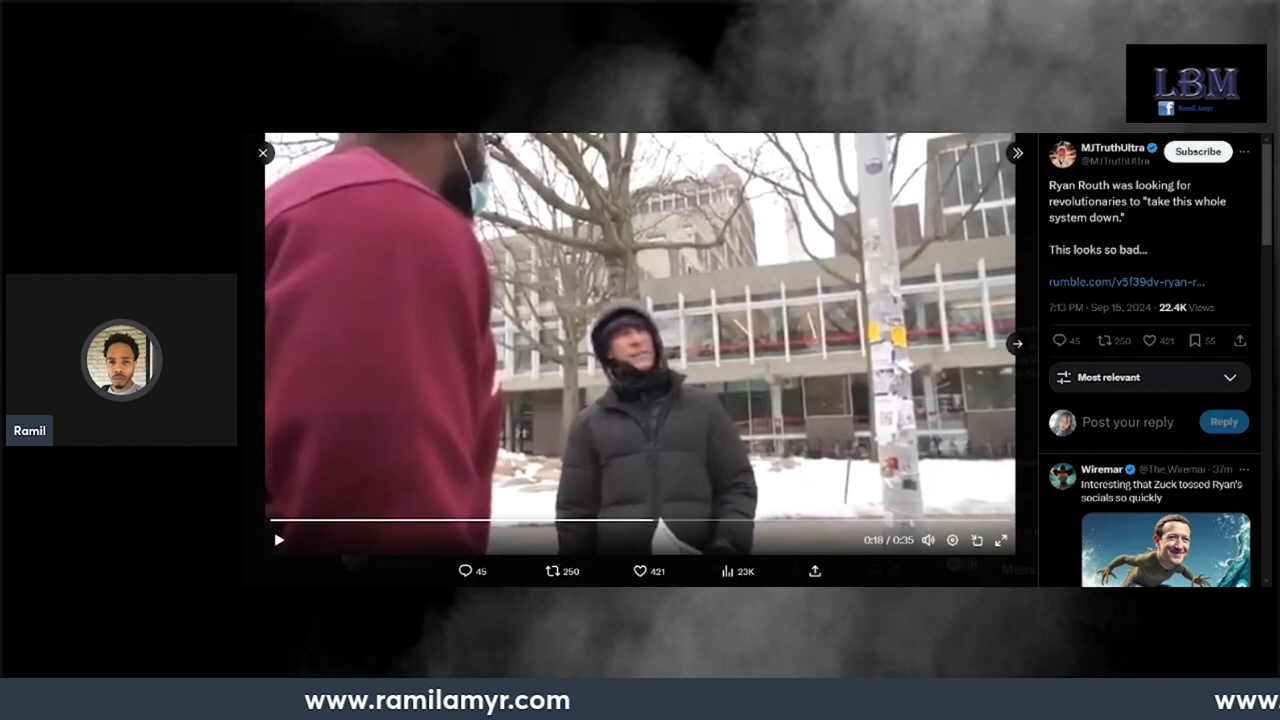 LBM
Ramil Amyr
MJTruthUltra
@MJTruthUltra
Subscribe
Ryan Routh was looking for
revolutionaries to "take this whole
system down."
This looks so bad...
rumble.com/v5f39dv-ryan-r...
7:13 PM · Sep 15, 2024 · 22.4K Views
45 250 421 55
Most relevant
Post your reply
Reply
Wiremar @The_Wiremar · 37m
Interesting that Zuck tossed Ryan's
socials so quickly
0:18 / 0:35
45 250 421 23K
Ramil
www.ramilamyr.com
www.